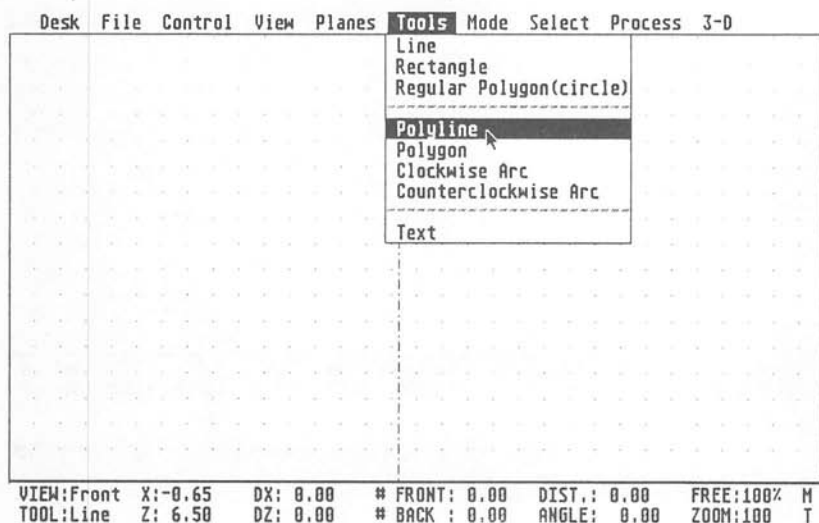 Desk File Control View Planes Tools Mode Select Process 3-D
Line
Rectangle
Regular Polygon(circle)
Polyline
Polygon
Clockwise Arc
Counterclockwise Arc
Text
VIEW:Front X:-0.65 DX: 0.00 # FRONT: 0.00 DIST.: 0.00 FREE:100% M
TOOL:Line Z: 6.50 DZ: 0.00 # BACK : 0.00 ANGLE: 0.00 ZOOM:100 T